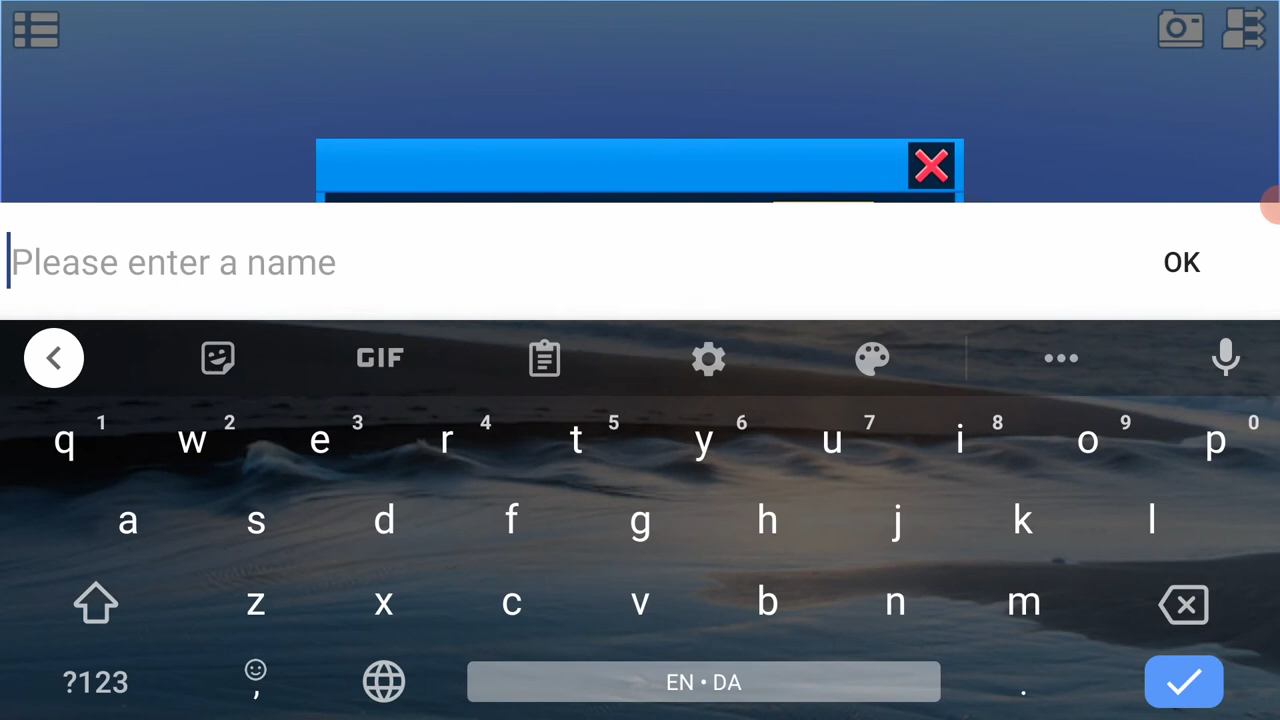 Please enter a name
OK
GIF
q 1 w 2 e 3 r 4 t 5 y 6 u 7 i 8 o 9 p 0
a s d f g h j k l
z x c v b n m
?123 , EN • DA .